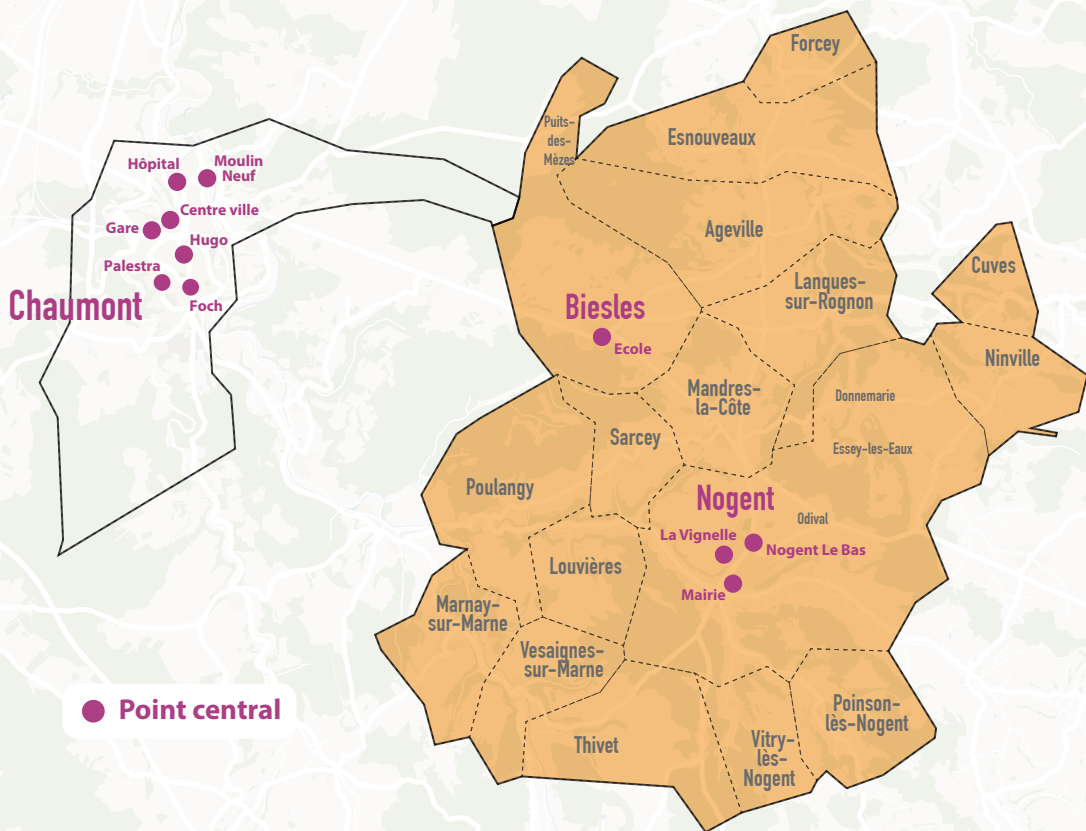 Forcey
Puits-
des-
Mèzes
Esnouveaux
Hôpital
Moulin
Neuf
Centre ville
Gare
Hugo
Palestra
Foch
Chaumont
Ageville
Cuves
Lanques-
sur-Rognon
Biesles
Ecole
Ninville
Mandres-
la-Côte
Donnemarie
Sarcey
Essey-les-Eaux
Poulangy
Nogent
Odival
La Vignelle
Nogent Le Bas
Louvières
Mairie
Marnay-
sur-Marne
Vesaignes-
sur-Marne
Point central
Poinson-
lès-Nogent
Thivet
Vitry-
lès-
Nogent